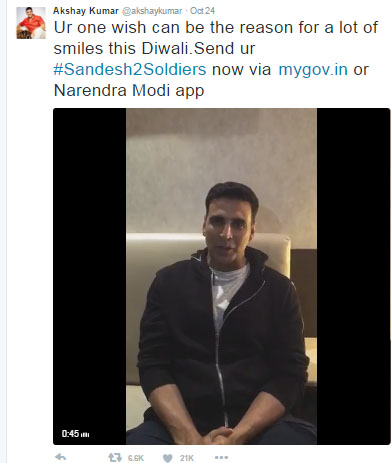 Akshay Kumar @akshaykumar · Oct 24
Ur one wish can be the reason for a lot of
smiles this Diwali.Send ur
#Sandesh2Soldiers now via mygov.in or
Narendra Modi app
0:45
6.6K 21K